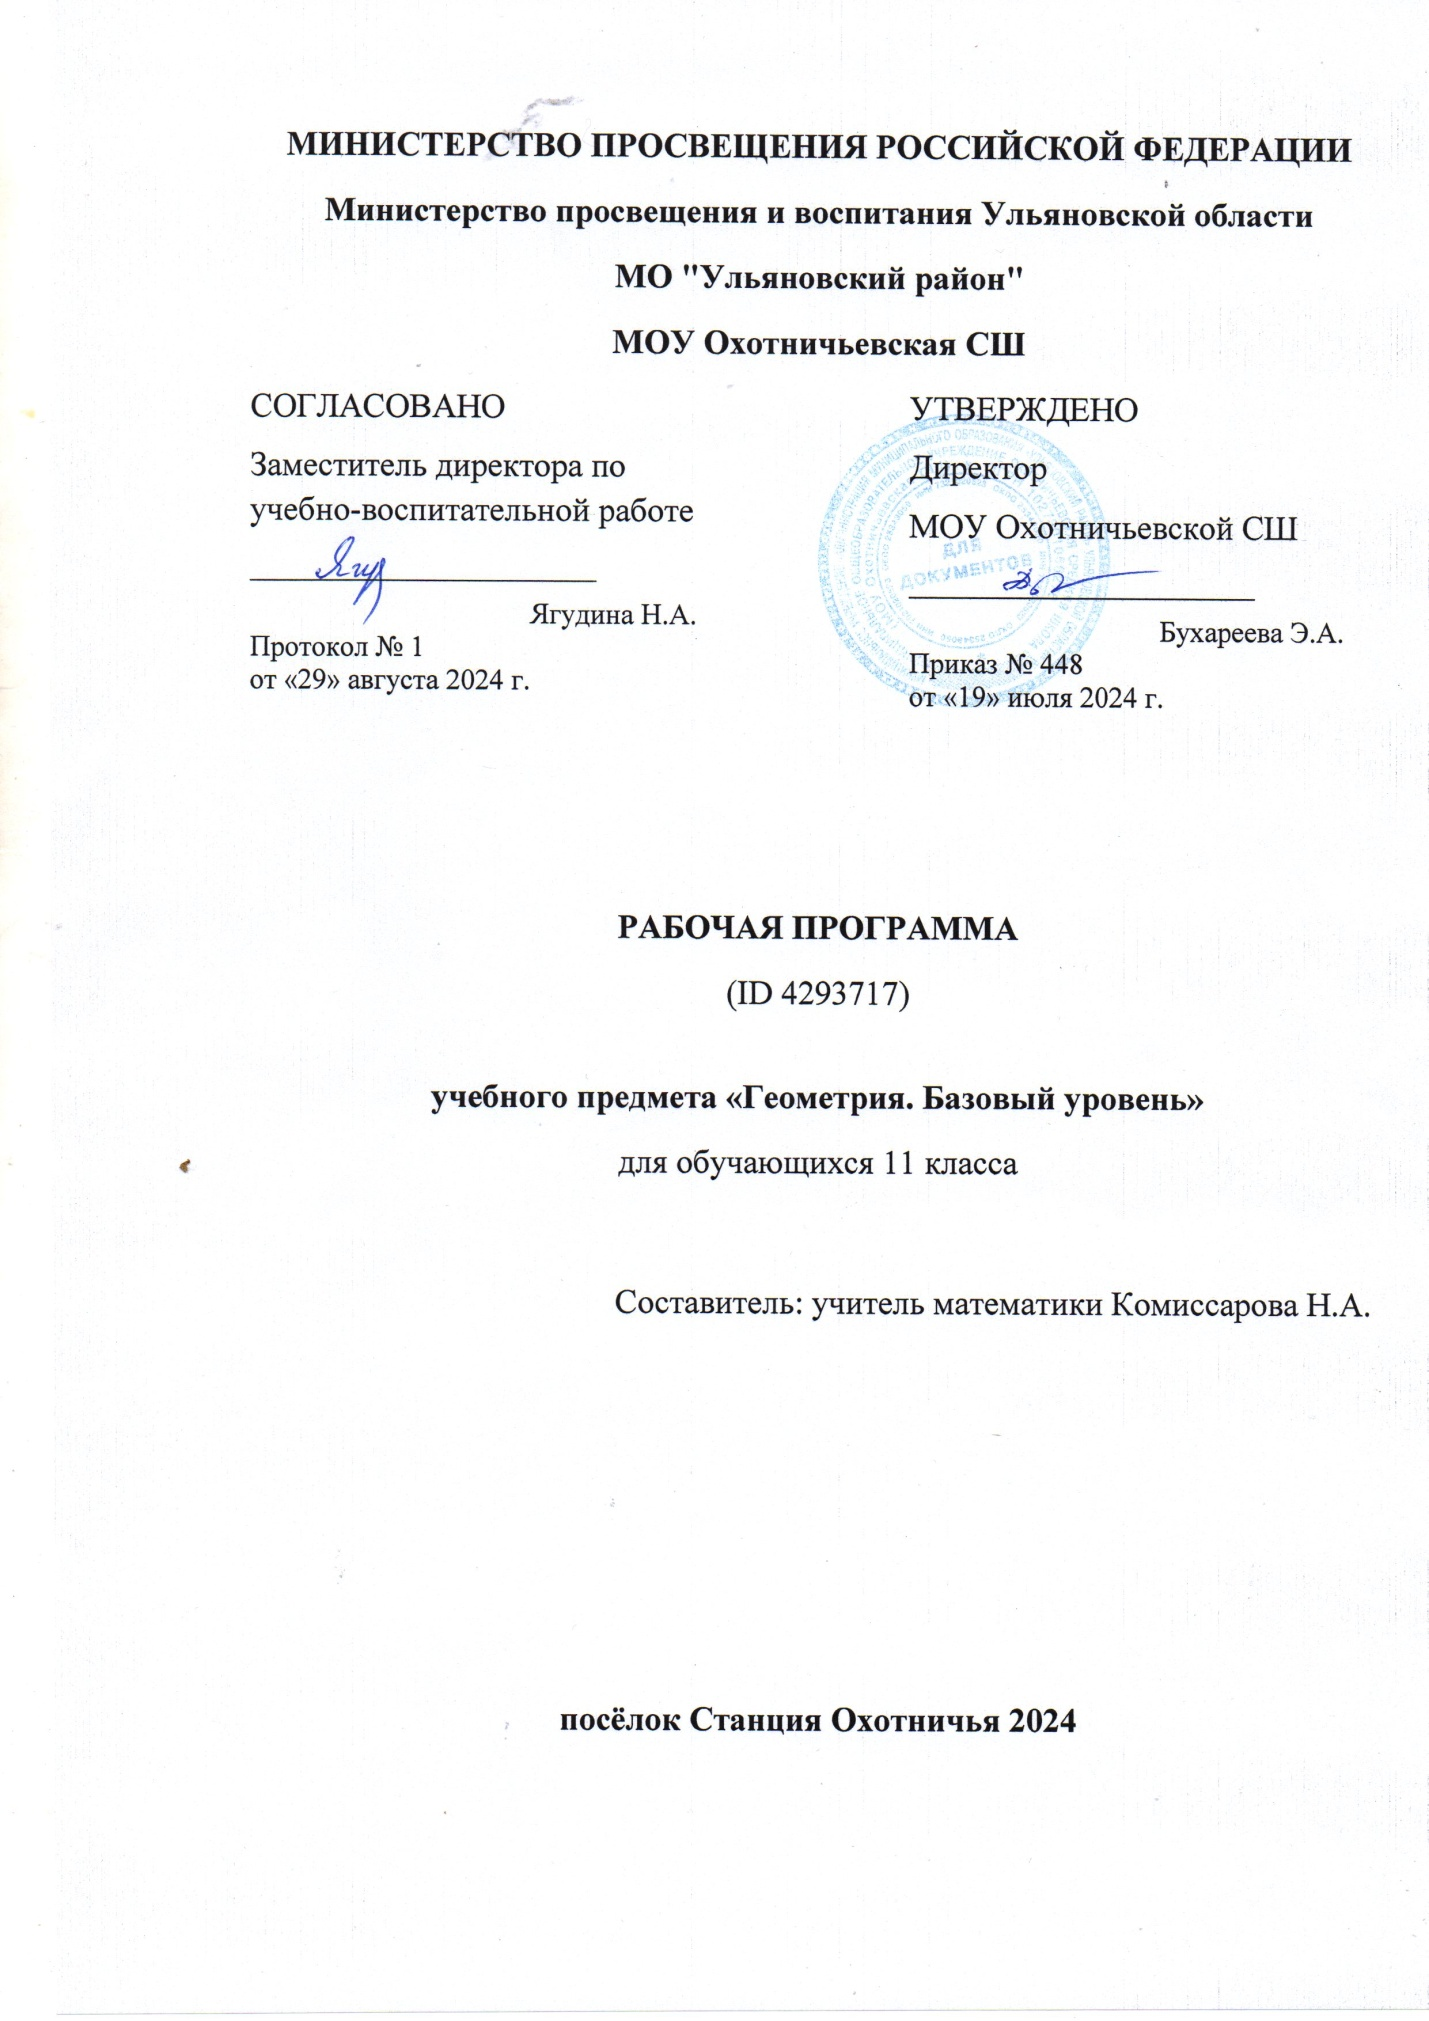 МИНИСТЕРСТВО ПРОСВЕЩЕНИЯ РОССИЙСКОЙ ФЕДЕРАЦИИ
Министерство просвещения и воспитания Ульяновской области
МО "Ульяновский район"
МОУ Охотничьевская СШ
СОГЛАСОВАНО
Заместитель директора по
учебно-воспитательной работе
Ягудина Н.А.
Протокол № 1
от «29» августа 2024 г.
УТВЕРЖДЕНО
Директор
МОУ Охотничьевской СШ
ДЛЯ
ДОКУМЕНТОВ
Бухареева Э.А.
Приказ № 448
от «19» июля 2024 г.
РАБОЧАЯ ПРОГРАММА
(ID 4293717)
учебного предмета «Геометрия. Базовый уровень»
для обучающихся 11 класса
Составитель: учитель математики Комиссарова Н.А.
посёлок Станция Охотничья 2024